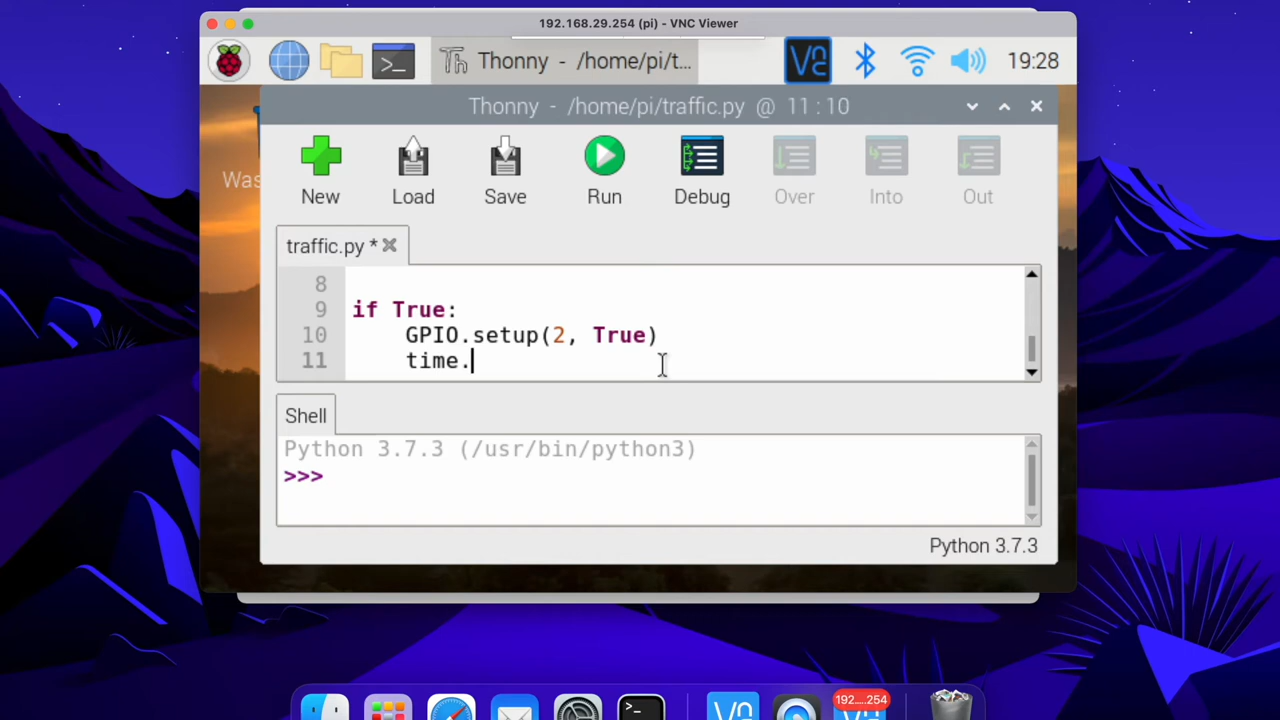 192.168.29.254 (pi) - VNC Viewer
Thonny - /home/pi/t...
19:28
Thonny - /home/pi/traffic.py @ 11:10
Was
New
Load
Save
Run
Debug
Over
Into
Out
traffic.py *
8
9 if True:
10 GPIO.setup(2, True)
11 time.
Shell
Python 3.7.3 (/usr/bin/python3)
>>>
Python 3.7.3
192....254